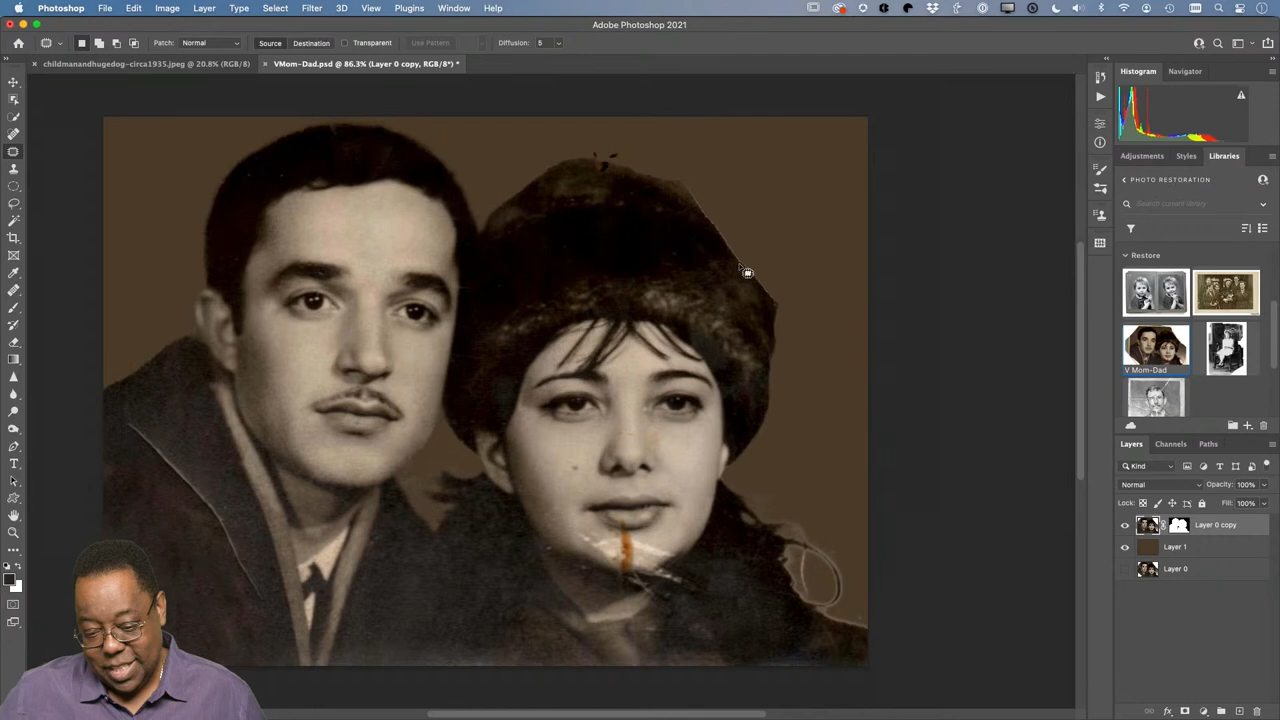 Photoshop File Edit Image Layer Type Select Filter 3D View Plugins Window Help
Adobe Photoshop 2021
Patch: Normal Source Destination Transparent Use Pattern Diffusion: 5
childmanandhugedog-circa1935.jpeg @ 20.8% (RGB/8) VMom-Dad.psd @ 86.3% (Layer 0 copy, RGB/8*) *
Histogram Navigator
Adjustments Styles Libraries
PHOTO RESTORATION
Search current library
Restore
V Mom-Dad
Layers Channels Paths
Kind
Normal Opacity: 100%
Lock: Fill: 100%
Layer 0 copy
Layer 1
Layer 0